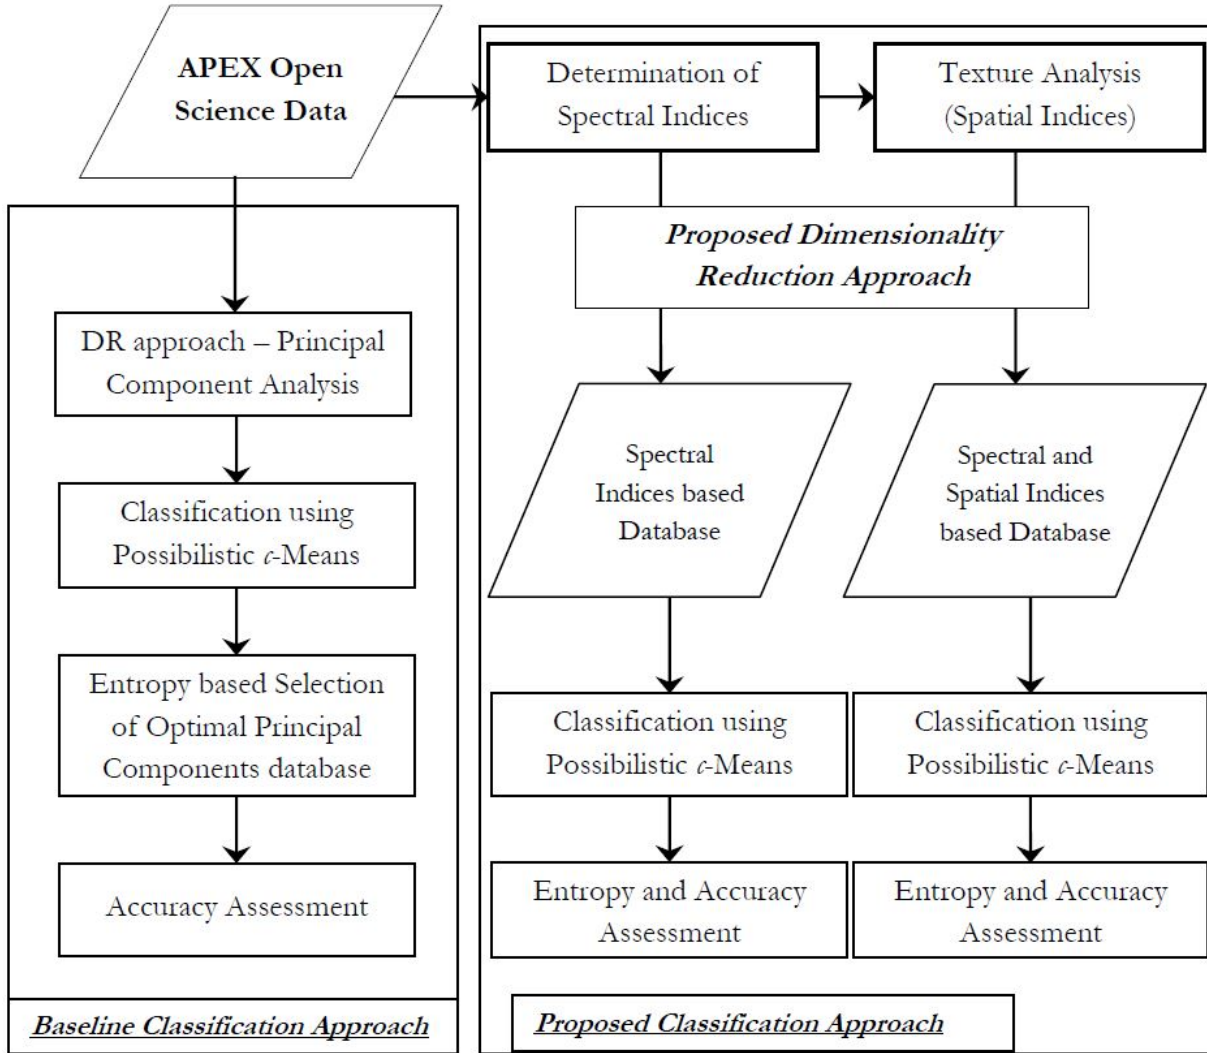 APEX Open
Science Data
Determination of
Spectral Indices
Texture Analysis
(Spatial Indices)
Proposed Dimensionality
Reduction Approach
DR approach – Principal
Component Analysis
Classification using
Possibilistic c-Means
Entropy based Selection
of Optimal Principal
Components database
Accuracy Assessment
Baseline Classification Approach
Spectral
Indices based
Database
Spectral and
Spatial Indices
based Database
Classification using
Possibilistic c-Means
Classification using
Possibilistic c-Means
Entropy and Accuracy
Assessment
Entropy and Accuracy
Assessment
Proposed Classification Approach